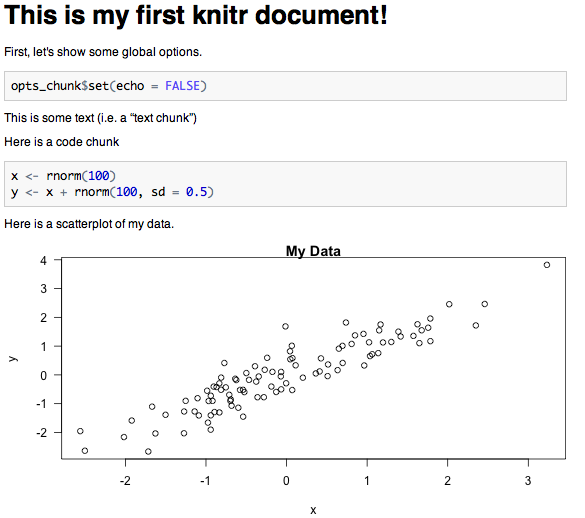 This is my first knitr document!
First, let's show some global options.
opts_chunk$set(echo = FALSE)
This is some text (i.e. a “text chunk”)
Here is a code chunk
x <- rnorm(100)
y <- x + rnorm(100, sd = 0.5)
Here is a scatterplot of my data.
My Data
4
3
2
1
0
-1
-2
y
-2 -1 0 1 2 3
x